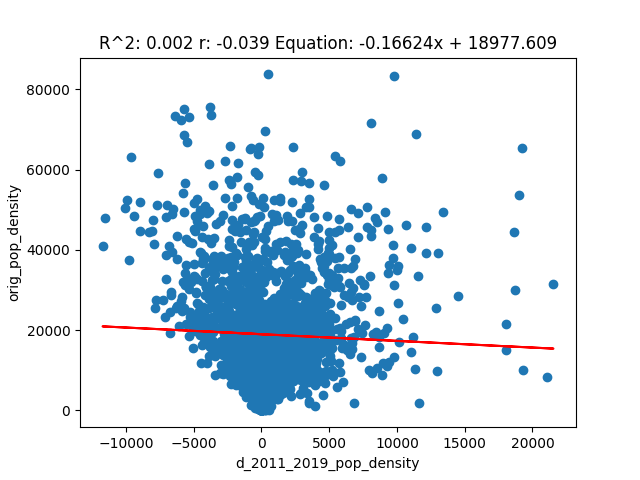 R^2: 0.002 r: -0.039 Equation: -0.16624x + 18977.609
80000
60000
40000
20000
0
orig_pop_density
−10000 −5000 0 5000 10000 15000 20000
d_2011_2019_pop_density